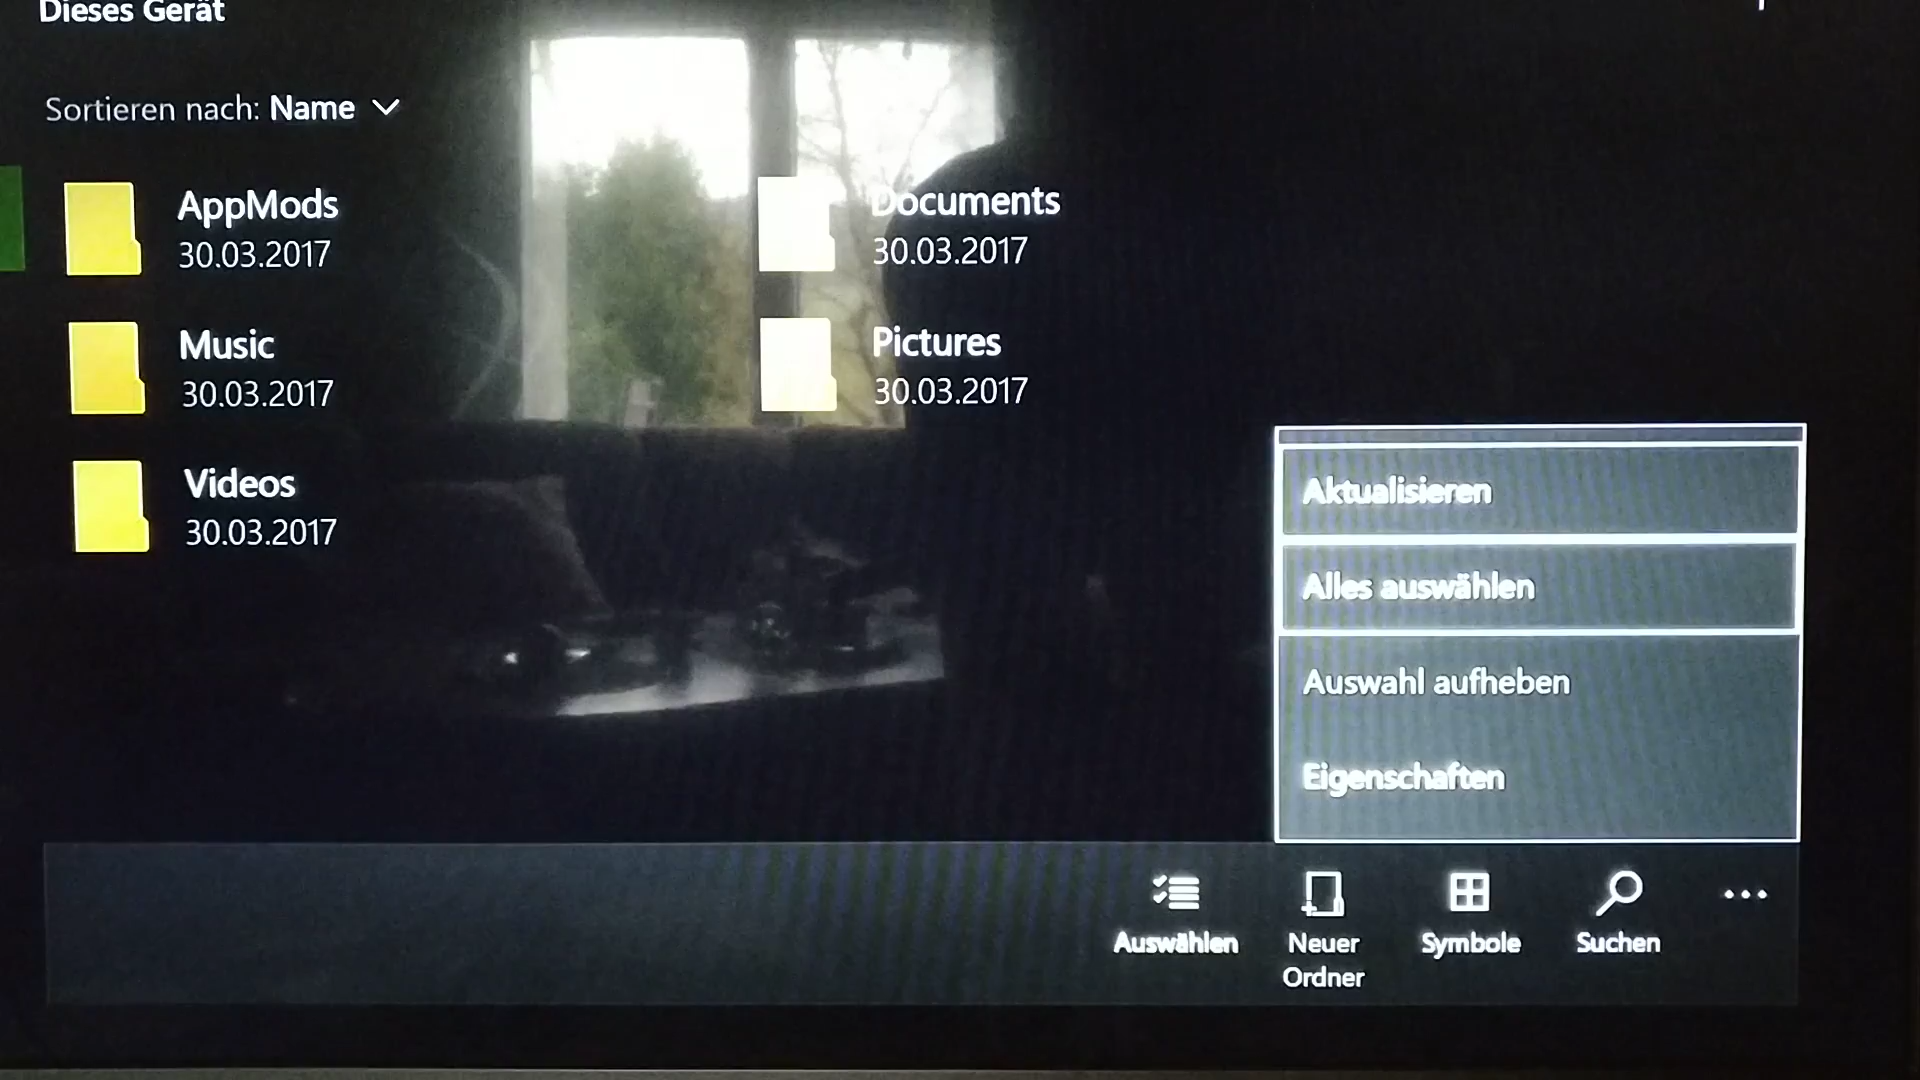 Dieses Gerät
Sortieren nach: Name
AppMods
30.03.2017
Documents
30.03.2017
Music
30.03.2017
Pictures
30.03.2017
Videos
30.03.2017
Aktualisieren
Alles auswählen
Auswahl aufheben
Eigenschaften
Auswählen
Neuer
Ordner
Symbole
Suchen